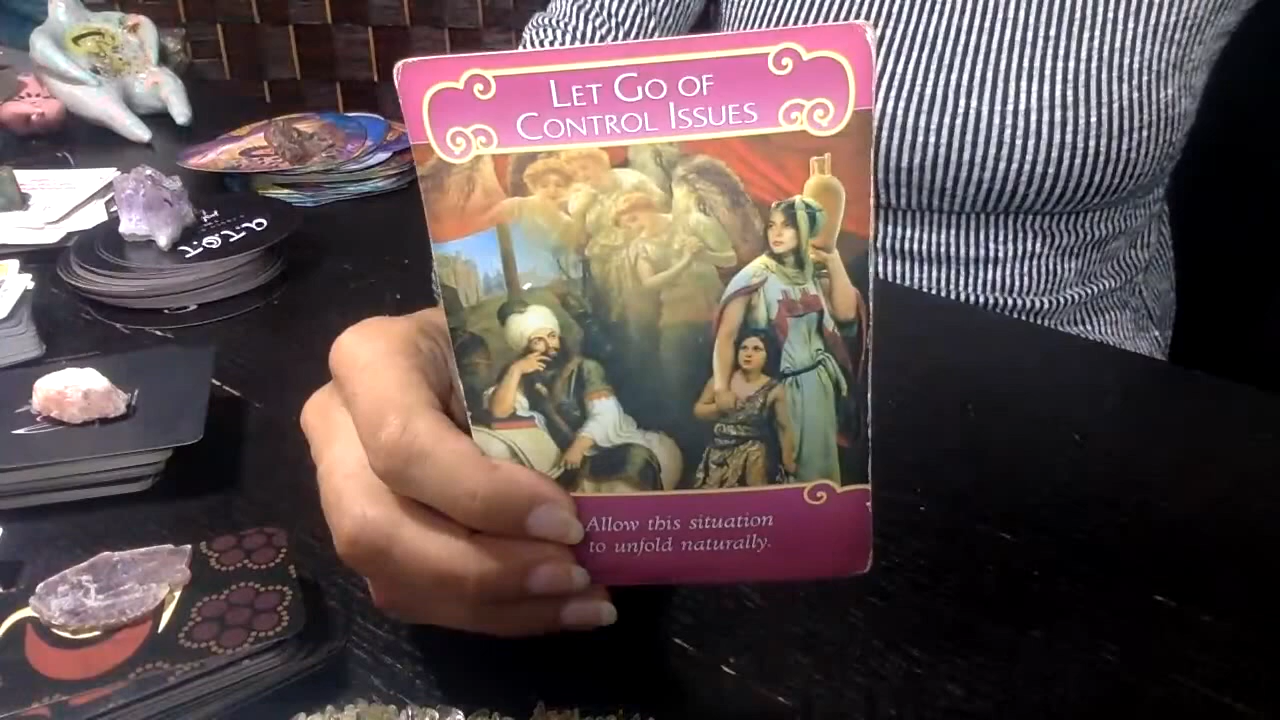 LET GO OF
CONTROL ISSUES
Allow this situation
to unfold naturally.